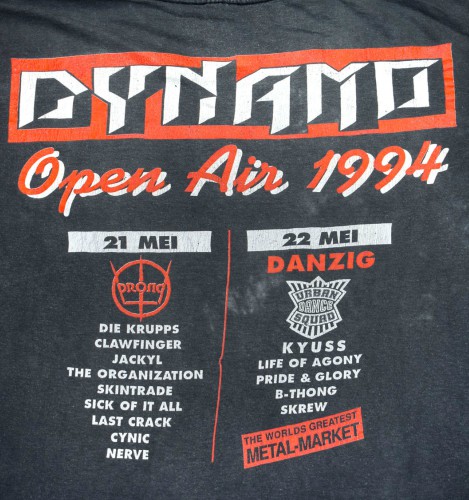 DYNAMO
Open Air 1994
21 MEI
PRONG
DIE KRUPPS
CLAWFINGER
JACKYL
THE ORGANIZATION
SKINTRADE
SICK OF IT ALL
LAST CRACK
CYNIC
NERVE
22 MEI
DANZIG
URBAN
DANCE
SQUAD
KYUSS
LIFE OF AGONY
PRIDE & GLORY
B-THONG
SKREW
THE WORLDS GREATEST
METAL-MARKET